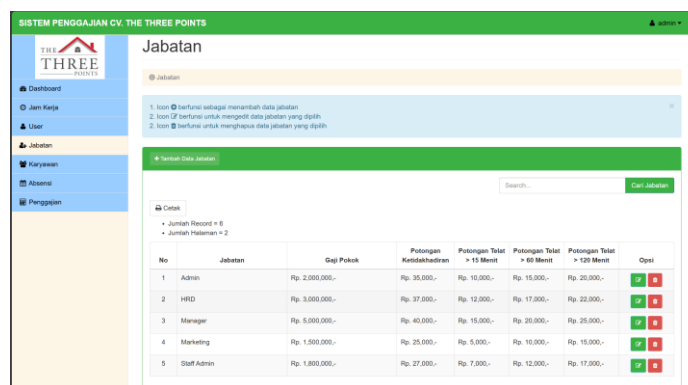 SISTEM PENGGAJIAN CV. THE THREE POINTS
admin
THE
THREE
POINTS
Dashboard
Jam Kerja
User
Jabatan
Karyawan
Absensi
Penggajian
Jabatan
Jabatan
1. Icon berfunsi sebagai menambah data jabatan
2. Icon berfunsi untuk mengedit data jabatan yang dipilih
2. Icon berfunsi untuk menghapus data jabatan yang dipilih
×
+ Tambah Data Jabatan
Search...
Cari Jabatan
Cetak
• Jumlah Record = 6
• Jumlah Halaman = 2
No Jabatan Gaji Pokok Potongan Ketidakhadiran Potongan Telat > 15 Menit Potongan Telat > 60 Menit Potongan Telat > 120 Menit Opsi
1 Admin Rp. 2,000,000,- Rp. 35,000,- Rp. 10,000,- Rp. 15,000,- Rp. 20,000,-
2 HRD Rp. 3,000,000,- Rp. 37,000,- Rp. 12,000,- Rp. 17,000,- Rp. 22,000,-
3 Manager Rp. 5,000,000,- Rp. 40,000,- Rp. 15,000,- Rp. 20,000,- Rp. 25,000,-
4 Marketing Rp. 1,500,000,- Rp. 25,000,- Rp. 5,000,- Rp. 10,000,- Rp. 15,000,-
5 Staff Admin Rp. 1,800,000,- Rp. 27,000,- Rp. 7,000,- Rp. 12,000,- Rp. 17,000,-